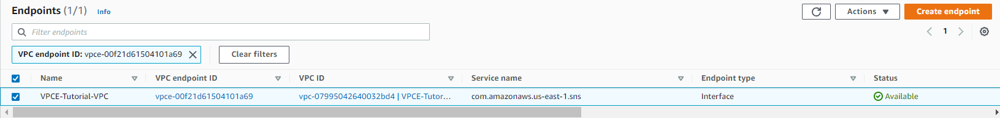 Endpoints (1/1) Info Actions Create endpoint
Filter endpoints 1
VPC endpoint ID: vpce-00f21d61504101a69 Clear filters
Name VPC endpoint ID VPC ID Service name Endpoint type Status
VPCE-Tutorial-VPC vpce-00f21d61504101a69 vpc-07995042640032bd4 | VPCE-Tutor... com.amazonaws.us-east-1.sns Interface Available